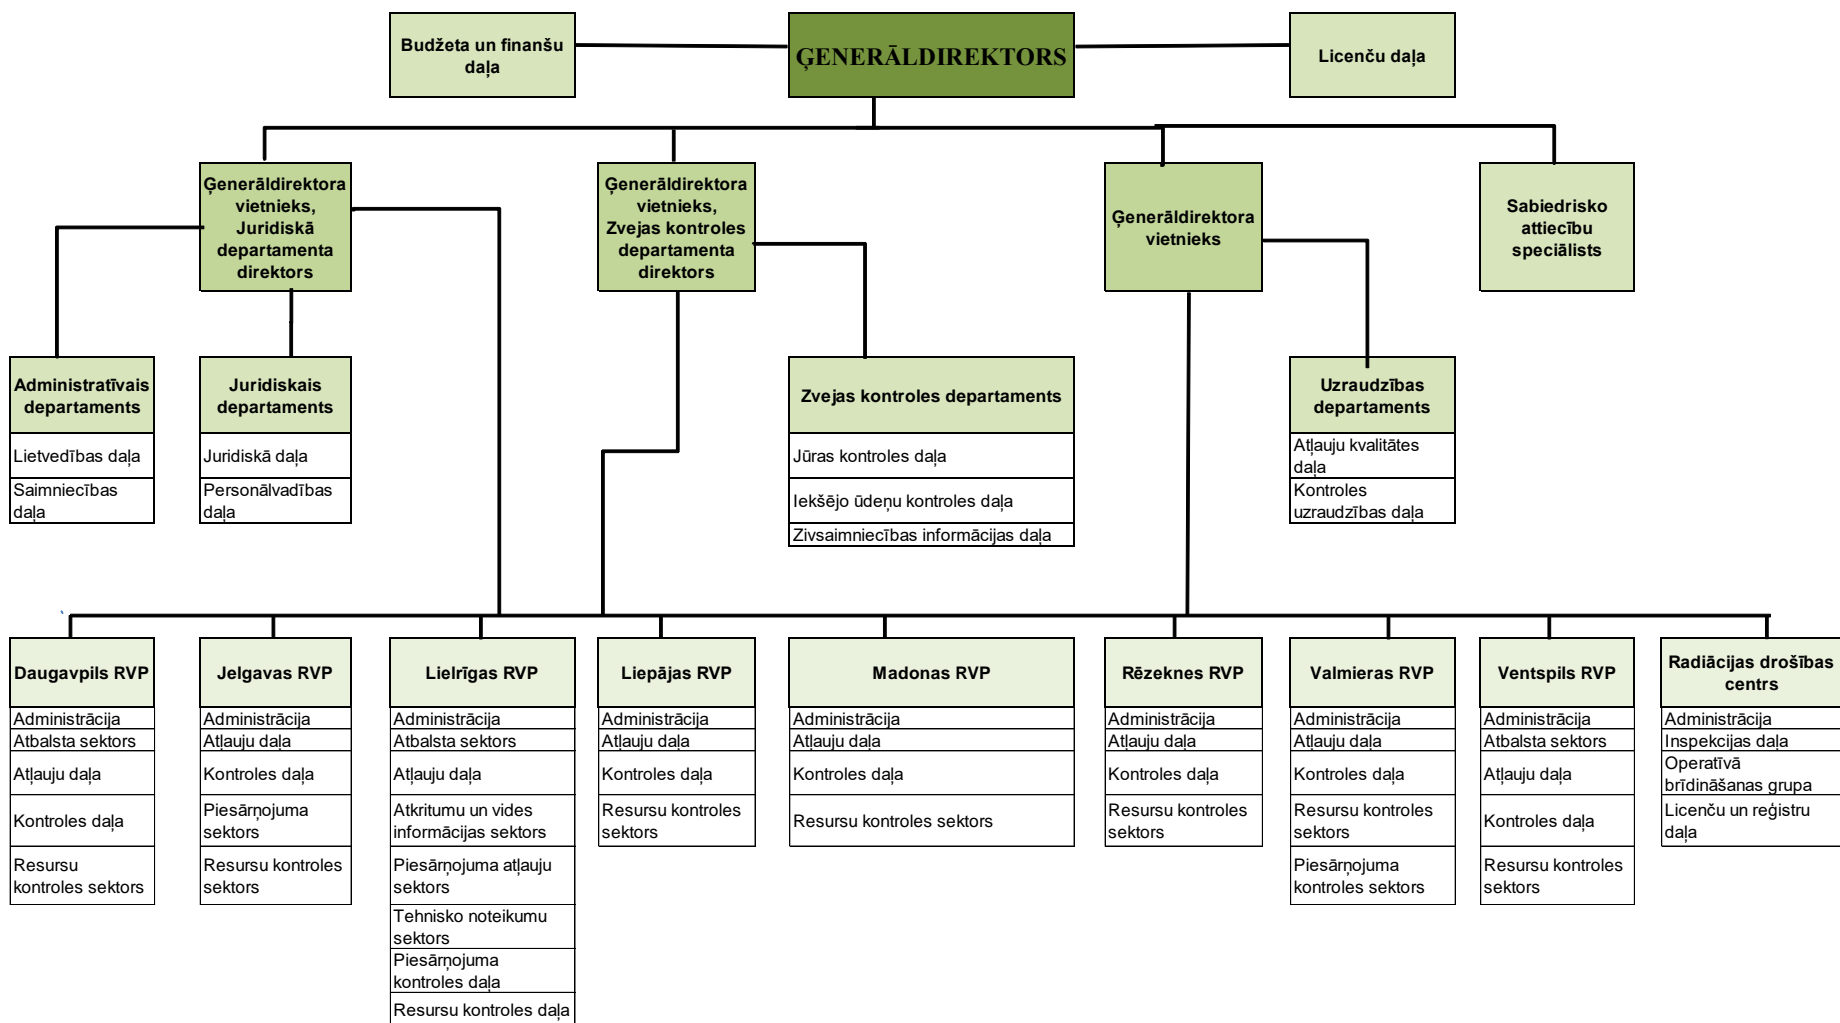 Budžeta un finanšu
daļa
ĢENERĀLDIREKTORS
Licenču daļa
Ģenerāldirektora
vietnieks,
Juridiskā
departamenta
direktors
Ģenerāldirektora
vietnieks,
Zvejas kontroles
departamenta
direktors
Ģenerāldirektora
vietnieks
Sabiedrisko
attiecību
speciālists
Administratīvais
departaments
Lietvedības daļa
Saimniecības
daļa
Juridiskais
departaments
Juridiskā daļa
Personālvadības
daļa
Zvejas kontroles departaments
Jūras kontroles daļa
Iekšējo ūdeņu kontroles daļa
Zivsaimniecības informācijas daļa
Uzraudzības
departaments
Atļauju kvalitātes
daļa
Kontroles
uzraudzības daļa
Daugavpils RVP
Administrācija
Atbalsta sektors
Atļauju daļa
Kontroles daļa
Resursu
kontroles sektors
Jelgavas RVP
Administrācija
Atļauju daļa
Kontroles daļa
Piesārņojuma
sektors
Resursu kontroles
sektors
Lielrīgas RVP
Administrācija
Atbalsta sektors
Atļauju daļa
Atkritumu un vides
informācijas sektors
Piesārņojuma atļauju
sektors
Tehnisko noteikumu
sektors
Piesārņojuma
kontroles daļa
Resursu kontroles daļa
Liepājas RVP
Administrācija
Atļauju daļa
Kontroles daļa
Resursu kontroles
sektors
Madonas RVP
Administrācija
Atļauju daļa
Kontroles daļa
Resursu kontroles sektors
Rēzeknes RVP
Administrācija
Atļauju daļa
Kontroles daļa
Resursu kontroles
sektors
Valmieras RVP
Administrācija
Atļauju daļa
Kontroles daļa
Resursu kontroles
sektors
Piesārņojuma
kontroles sektors
Ventspils RVP
Administrācija
Atbalsta sektors
Atļauju daļa
Kontroles daļa
Resursu kontroles
sektors
Radiācijas drošības
centrs
Administrācija
Inspekcijas daļa
Operatīvā
brīdināšanas grupa
Licenču un reģistru
daļa